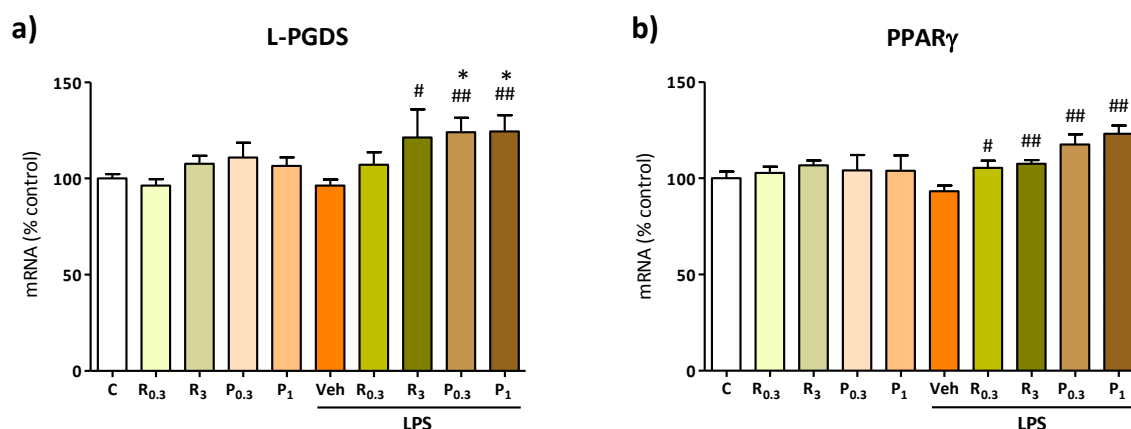 a)
L-PGDS
mRNA (% control)
150
100
50
0
#
*
##
*
##
C R₀.₃ R₃ P₀.₃ P₁ Veh R₀.₃ R₃ P₀.₃ P₁
LPS
b)
PPARγ
mRNA (% control)
150
100
50
0
#
##
##
##
C R₀.₃ R₃ P₀.₃ P₁ Veh R₀.₃ R₃ P₀.₃ P₁
LPS